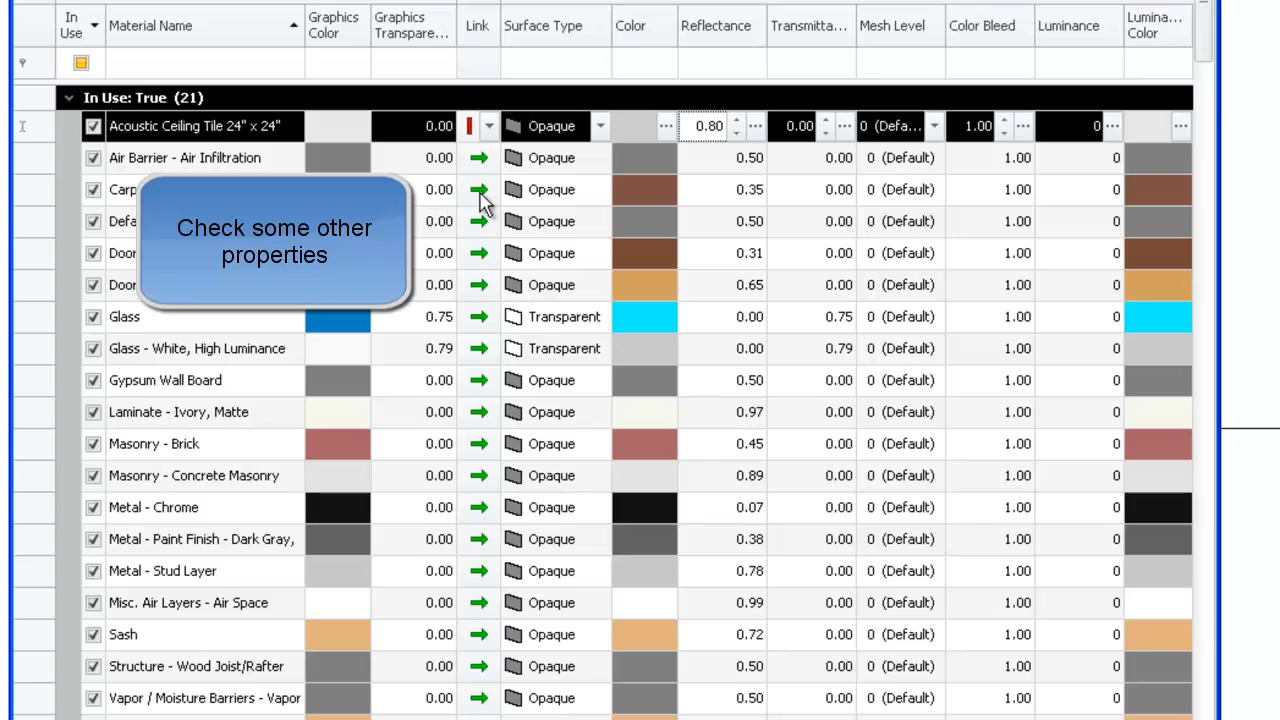 In Use Material Name Graphics Color Graphics Transpare... Link Surface Type Color Reflectance Transmitta... Mesh Level Color Bleed Luminance Lumina... Color
In Use: True (21)
Acoustic Ceiling Tile 24" x 24" 0.00 Opaque ... 0.80 ... 0.00 ... 0 (Defa... 1.00 ... 0 ... ...
Air Barrier - Air Infiltration 0.00 Opaque 0.50 0.00 0 (Default) 1.00 0
Carp 0.00 Opaque 0.35 0.00 0 (Default) 1.00 0
Defa 0.00 Opaque 0.50 0.00 0 (Default) 1.00 0
Door 0.00 Opaque 0.31 0.00 0 (Default) 1.00 0
Door 0.00 Opaque 0.65 0.00 0 (Default) 1.00 0
Check some other
properties
Glass 0.75 Transparent 0.00 0.75 0 (Default) 1.00 0
Glass - White, High Luminance 0.79 Transparent 0.00 0.79 0 (Default) 1.00 0
Gypsum Wall Board 0.00 Opaque 0.50 0.00 0 (Default) 1.00 0
Laminate - Ivory, Matte 0.00 Opaque 0.97 0.00 0 (Default) 1.00 0
Masonry - Brick 0.00 Opaque 0.45 0.00 0 (Default) 1.00 0
Masonry - Concrete Masonry 0.00 Opaque 0.89 0.00 0 (Default) 1.00 0
Metal - Chrome 0.00 Opaque 0.07 0.00 0 (Default) 1.00 0
Metal - Paint Finish - Dark Gray, 0.00 Opaque 0.38 0.00 0 (Default) 1.00 0
Metal - Stud Layer 0.00 Opaque 0.78 0.00 0 (Default) 1.00 0
Misc. Air Layers - Air Space 0.00 Opaque 0.99 0.00 0 (Default) 1.00 0
Sash 0.00 Opaque 0.72 0.00 0 (Default) 1.00 0
Structure - Wood Joist/Rafter 0.00 Opaque 0.50 0.00 0 (Default) 1.00 0
Vapor / Moisture Barriers - Vapor 0.00 Opaque 0.50 0.00 0 (Default) 1.00 0